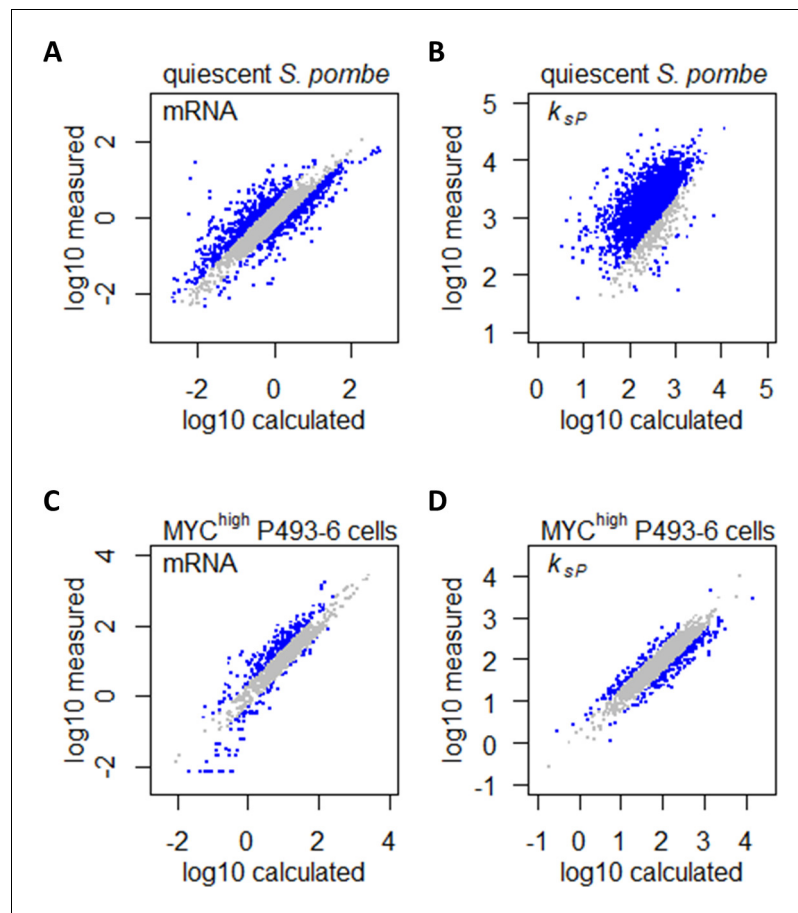 A
quiescent S. pombe
mRNA
log10 measured
2
0
-2
-2 0 2
log10 calculated
B
quiescent S. pombe
ksP
log10 measured
5
4
3
2
1
0 1 2 3 4 5
log10 calculated
C
MYChigh P493-6 cells
mRNA
log10 measured
4
2
0
-2
-2 0 2 4
log10 calculated
D
MYChigh P493-6 cells
ksP
log10 measured
4
3
2
1
0
-1
-1 0 1 2 3 4
log10 calculated